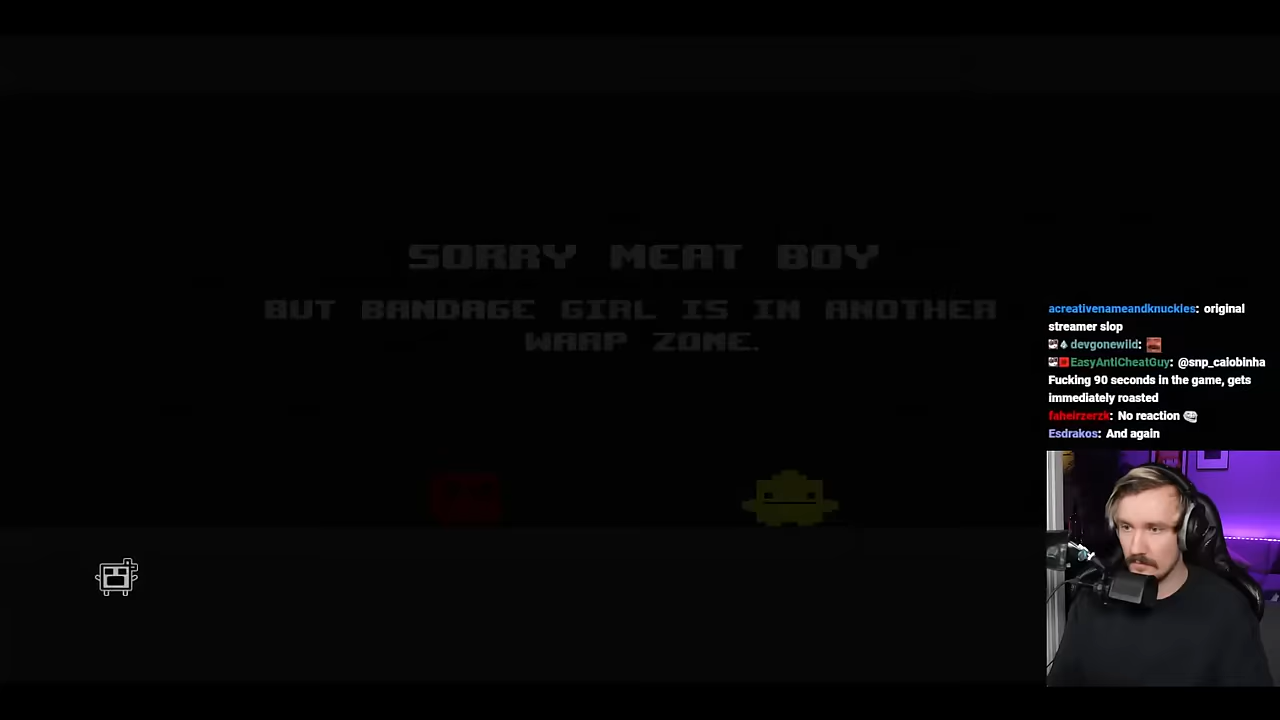 SORRY MEAT BOY
BUT BANDAGE GIRL IS IN ANOTHER
WARP ZONE.
acreativenameandknuckles: original
streamer slop
devgonewild:
EasyAntiCheatGuy: @snp_caiobinha
Fucking 90 seconds in the game, gets
immediately roasted
faheirzerzk: No reaction
Esdrakos: And again